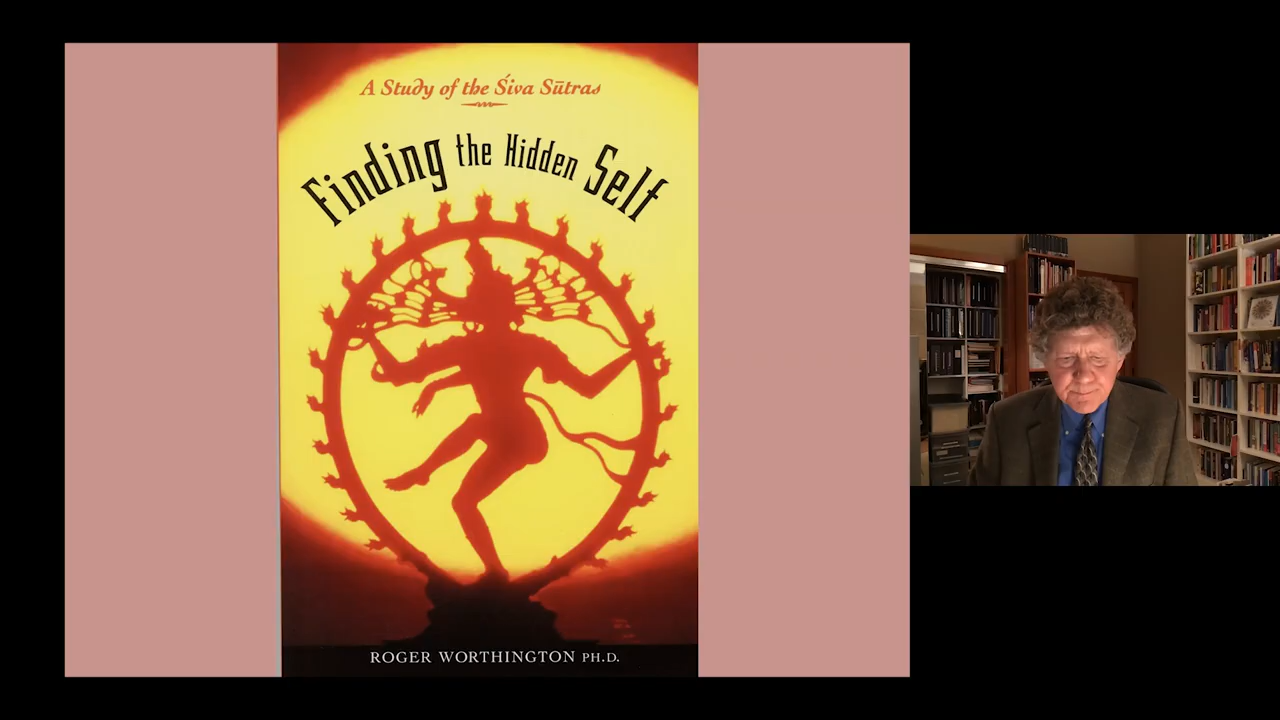 A Study of the Śiva Sūtras
Finding the Hidden Self
ROGER WORTHINGTON PH.D.